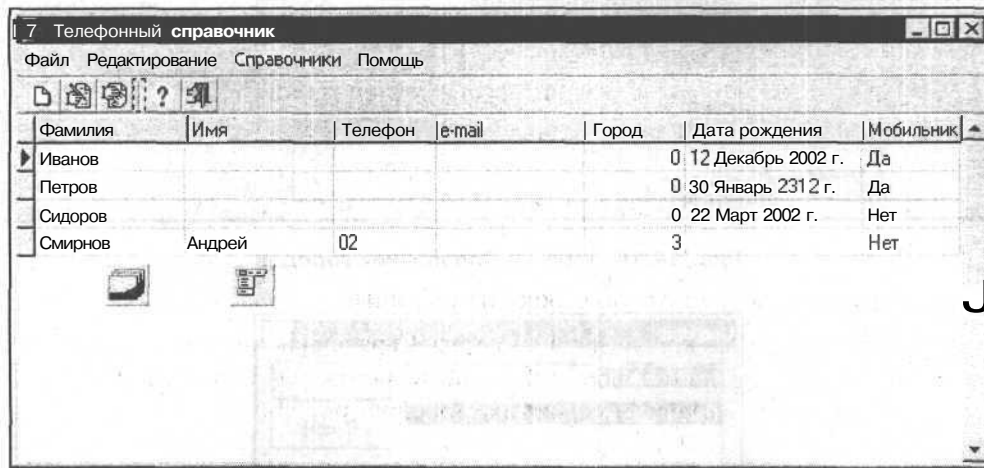 7 Телефонный справочник
Файл Редактирование Справочники Помощь
?
Фамилия Имя Телефон e-mail Город Дата рождения Мобильник
Иванов 0 12 Декабрь 2002 г. Да
Петров 0 30 Январь 2312 г. Да
Сидоров 0 22 Март 2002 г. Нет
Смирнов Андрей 02 3 Нет